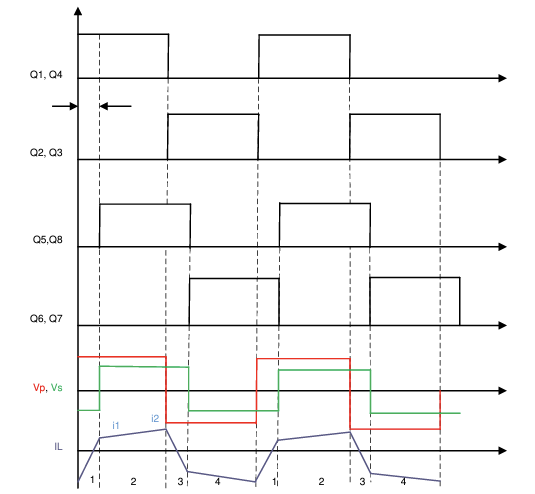 Q1, Q4
Q2, Q3
Q5,Q8
Q6, Q7
Vp, Vs
i1 i2
IL
1 2 3 4 1 2 3 4